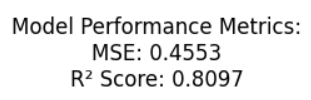 Model Performance Metrics:
MSE: 0.4553
R² Score: 0.8097